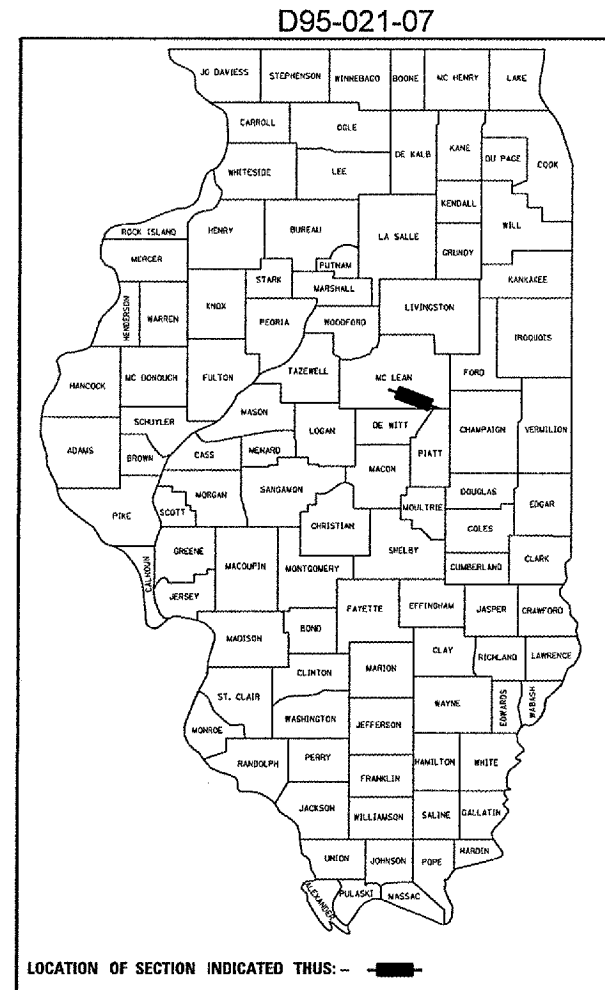 D95-021-07
JO DAVIESS STEPHENSON WINNEBAGO BOONE MC HENRY LAKE
CARROLL OGLE DE KALB KANE DU PAGE COOK
WHITESIDE LEE
KENDALL WILL
ROCK ISLAND HENRY BUREAU LA SALLE GRUNDY
MERCER PUTNAM
STARK MARSHALL KANKAKEE
HENDERSON WARREN KNOX PEORIA WOODFORD LIVINGSTON IROQUOIS
HANCOCK MC DONOUGH FULTON TAZEWELL MC LEAN FORD
MASON
SCHUYLER LOGAN DE WITT CHAMPAIGN VERMILION
ADAMS BROWN CASS MENARD MACON PIATT
PIKE SCOTT MORGAN SANGAMON MOULTRIE DOUGLAS EDGAR
CHRISTIAN COLES
GREENE MACOUPIN MONTGOMERY SHELBY CUMBERLAND CLARK
CALHOUN JERSEY FAYETTE EFFINGHAM JASPER CRAWFORD
MADISON BOND
CLINTON MARION CLAY RICHLAND LAWRENCE
ST. CLAIR WAYNE EDWARDS WABASH
WASHINGTON JEFFERSON
MONROE
RANDOLPH PERRY HAMILTON WHITE
FRANKLIN
JACKSON WILLIAMSON SALINE GALLATIN
UNION JOHNSON POPE HARDIN
ALEXANDER PULASKI MASSAC
LOCATION OF SECTION INDICATED THUS: -